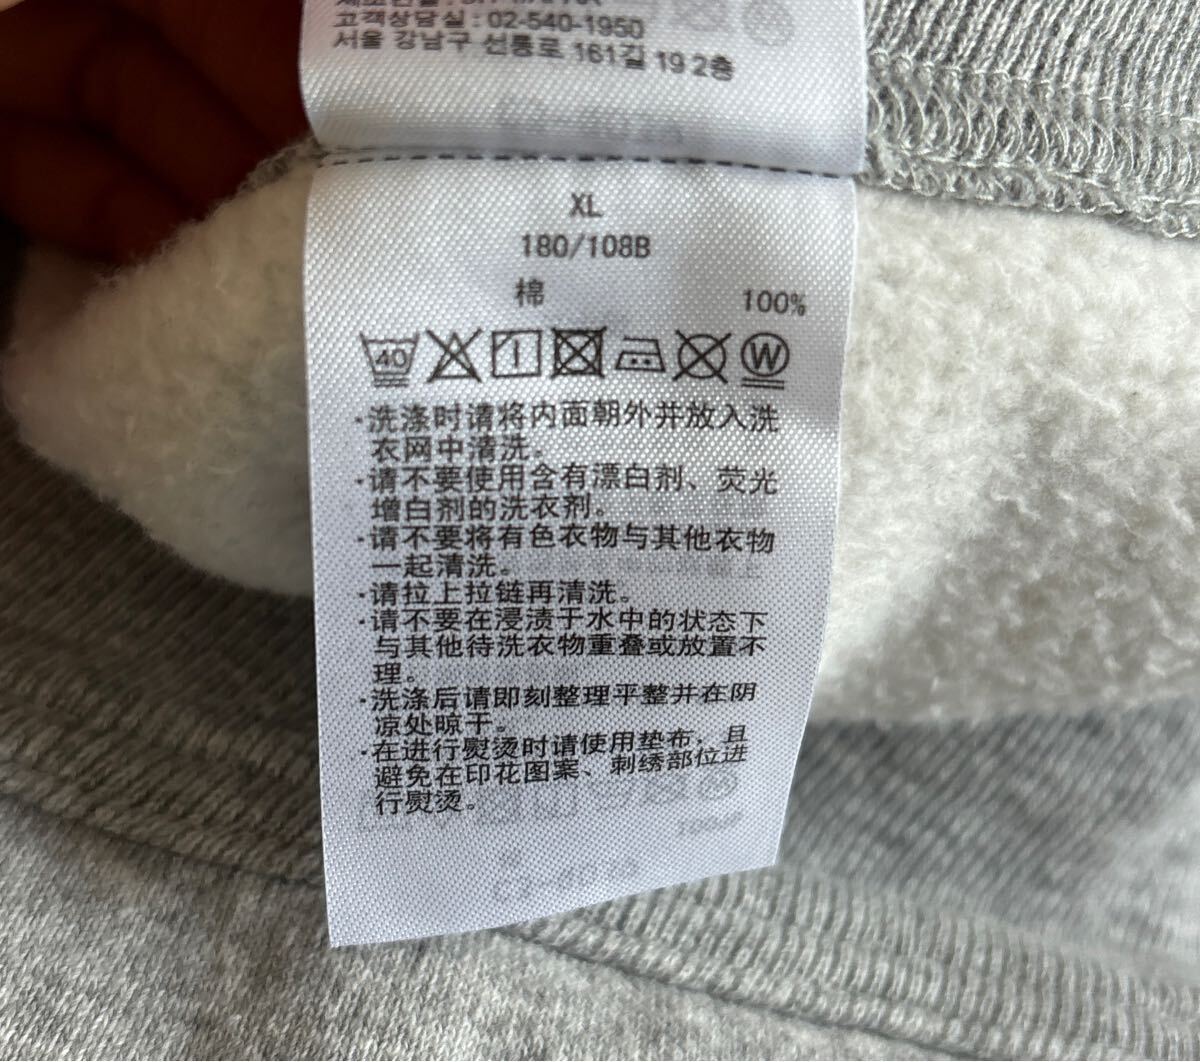 고객상담실 : 02-540-1950
서울 강남구 선릉로 161길 19 2층
XL
180/108B
棉 100%
40 W
·洗涤时请将内面朝外并放入洗
衣网中清洗。
·请不要使用含有漂白剂、荧光
增白剂的洗衣剂。
·请不要将有色衣物与其他衣物
一起清洗。
·请拉上拉链再清洗。
·请不要在浸渍于水中的状态下
与其他待洗衣物重叠或放置不
理。
·洗涤后请即刻整理平整并在阴
凉处晾干。
·在进行熨烫时请使用垫布，且
避免在印花图案、刺绣部位进
行熨烫。